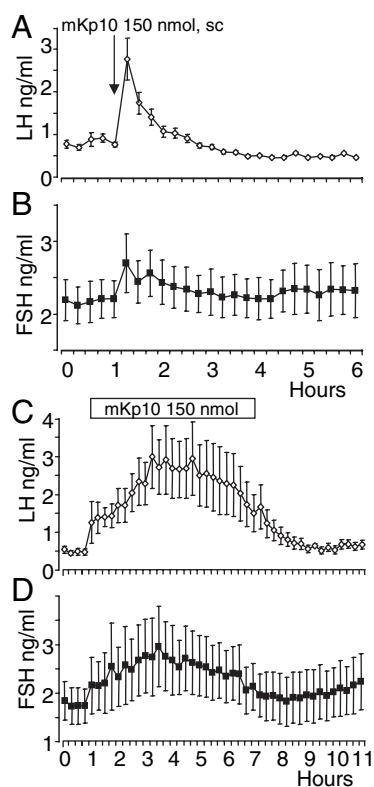 A
mKp10 150 nmol, sc
LH ng/ml
3
2
1
0
B
FSH ng/ml
3
2
0 1 2 3 4 5 6
Hours
C
mKp10 150 nmol
LH ng/ml
4
3
2
1
0
D
FSH ng/ml
3
2
1
0 1 2 3 4 5 6 7 8 9 10 11
Hours